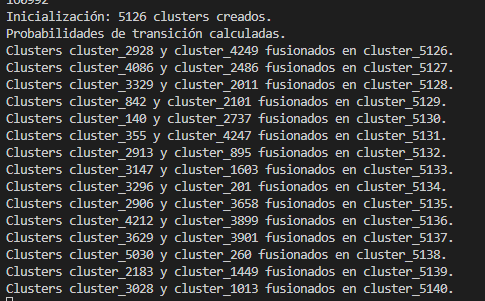 Inicialización: 5126 clusters creados.
Probabilidades de transición calculadas.
Clusters cluster_2928 y cluster_4249 fusionados en cluster_5126.
Clusters cluster_4086 y cluster_2486 fusionados en cluster_5127.
Clusters cluster_3329 y cluster_2011 fusionados en cluster_5128.
Clusters cluster_842 y cluster_2101 fusionados en cluster_5129.
Clusters cluster_140 y cluster_2737 fusionados en cluster_5130.
Clusters cluster_355 y cluster_4247 fusionados en cluster_5131.
Clusters cluster_2913 y cluster_895 fusionados en cluster_5132.
Clusters cluster_3147 y cluster_1603 fusionados en cluster_5133.
Clusters cluster_3296 y cluster_201 fusionados en cluster_5134.
Clusters cluster_2906 y cluster_3658 fusionados en cluster_5135.
Clusters cluster_4212 y cluster_3899 fusionados en cluster_5136.
Clusters cluster_3629 y cluster_3901 fusionados en cluster_5137.
Clusters cluster_5030 y cluster_260 fusionados en cluster_5138.
Clusters cluster_2183 y cluster_1449 fusionados en cluster_5139.
Clusters cluster_3028 y cluster_1013 fusionados en cluster_5140.